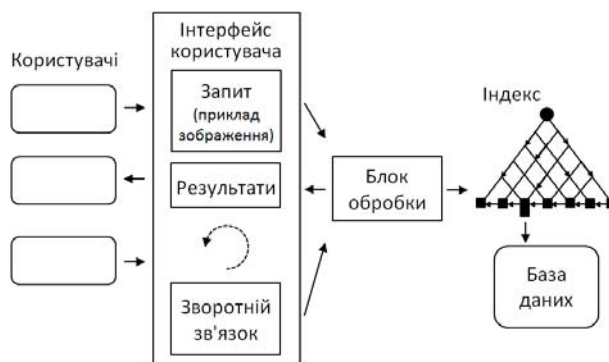 Користувачі
Інтерфейс
користувача
Запит
(приклад
зображення)
Результати
Зворотній
зв'язок
Блок
обробки
Індекс
База
даних